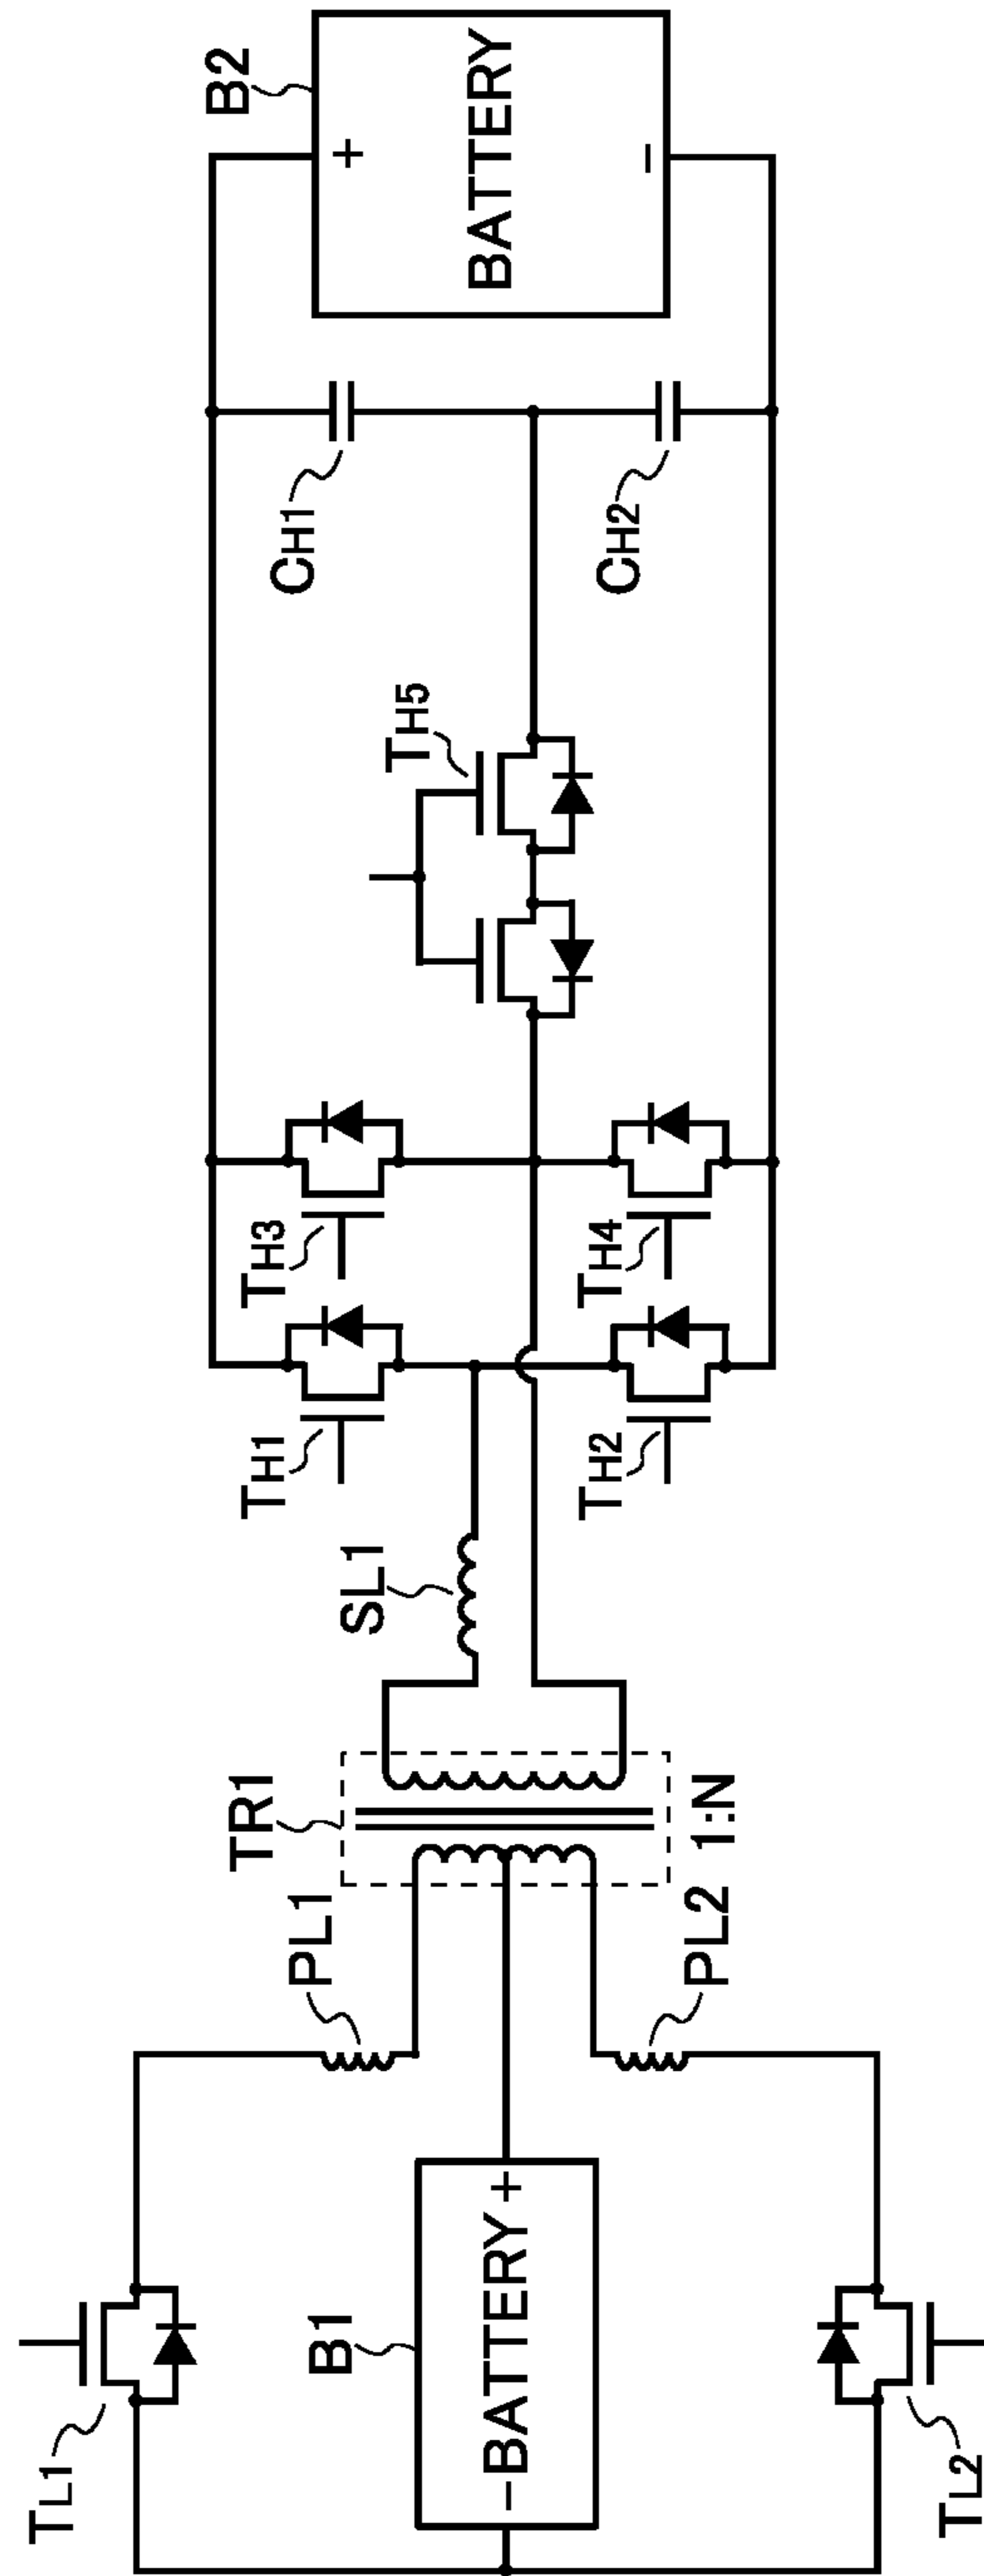 TL1
B1
−BATTERY+
TL2
PL1
PL2
TR1
1:N
SL1
TH1
TH2
TH3
TH4
TH5
CH1
CH2
B2
+
BATTERY
−